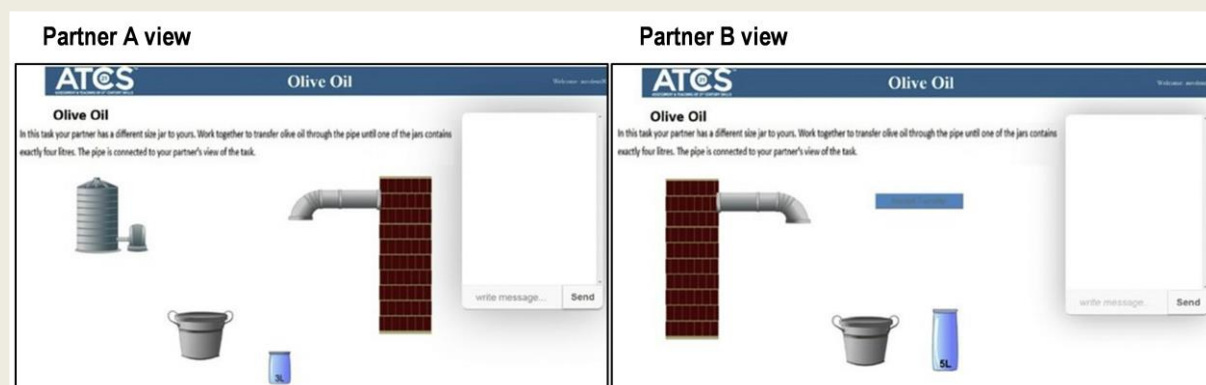 Partner A view
Partner B view
ATCS
Olive Oil
Olive Oil
In this task your partner has a different size jar to yours. Work together to transfer olive oil through the pipe until one of the jars contains
exactly four litres. The pipe is connected to your partner's view of the task.
write message...
Send
3L
ATCS
Olive Oil
Olive Oil
In this task your partner has a different size jar to yours. Work together to transfer olive oil through the pipe until one of the jars contains
exactly four litres. The pipe is connected to your partner's view of the task.
write message
Send
5L